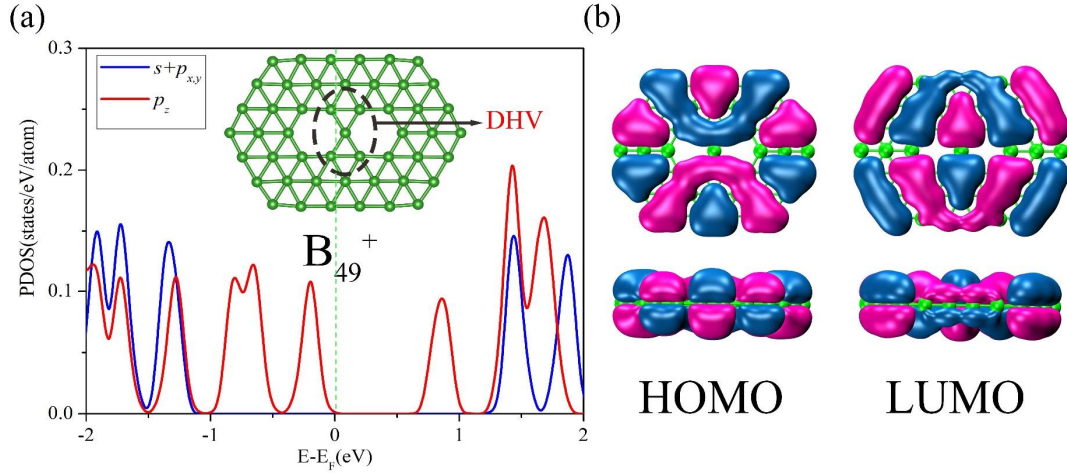 (a)
(b)
PDOS(states/eV/atom)
0.3
0.2
0.1
0.0
s+px,y
pz
DHV
B49+
-2
-1
0
1
2
E-EF(eV)
HOMO
LUMO